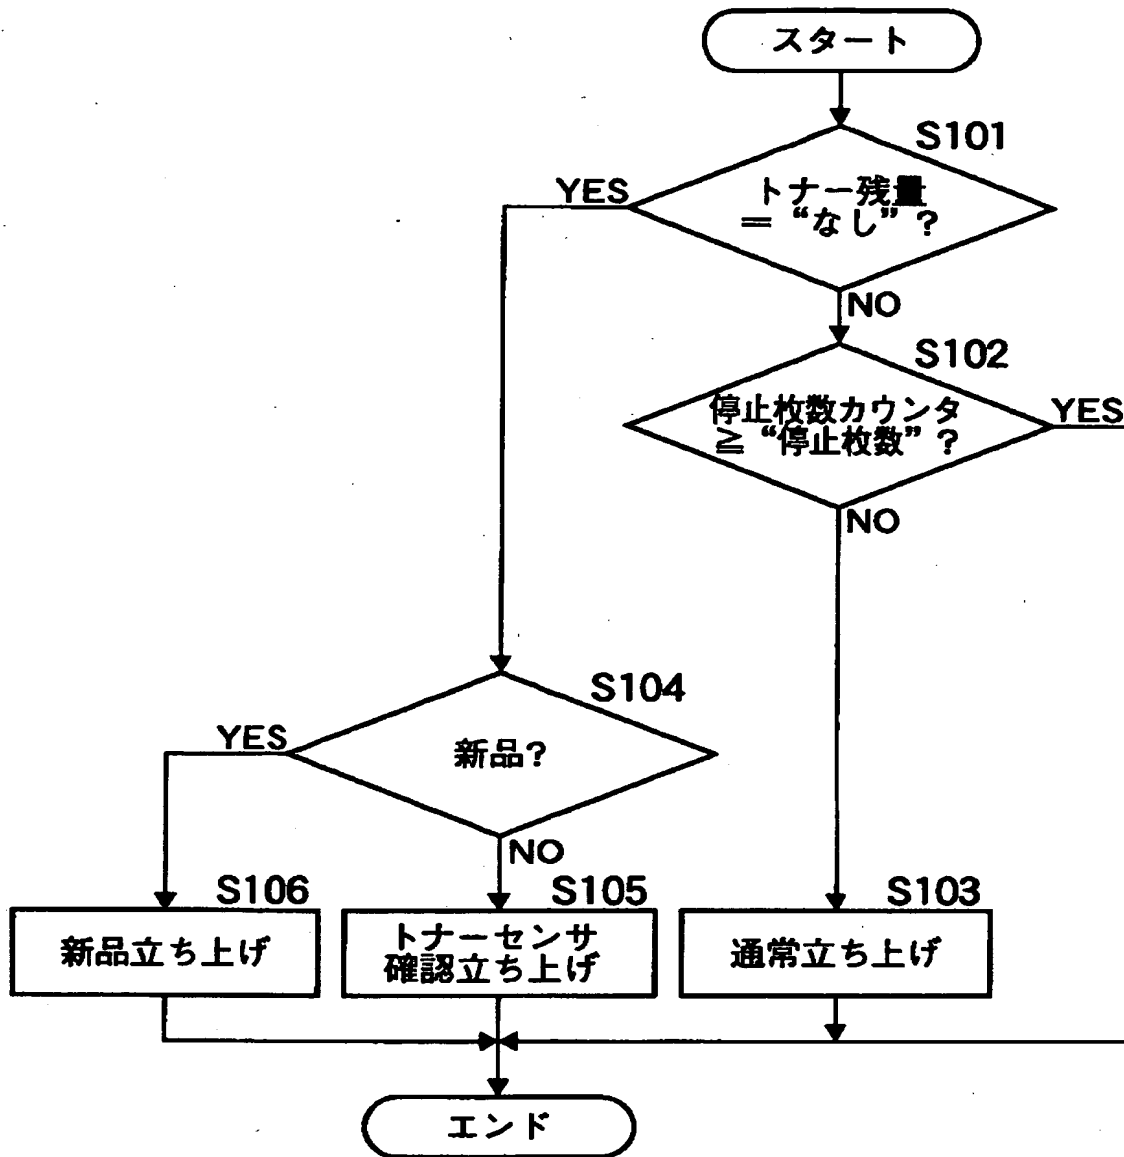 スタート
S101
YES
トナー残量
＝“なし”？
NO
S102
停止枚数カウンタ
≧“停止枚数”？
YES
NO
S104
YES
新品?
NO
S106
新品立ち上げ
S105
トナーセンサ
確認立ち上げ
S103
通常立ち上げ
エンド